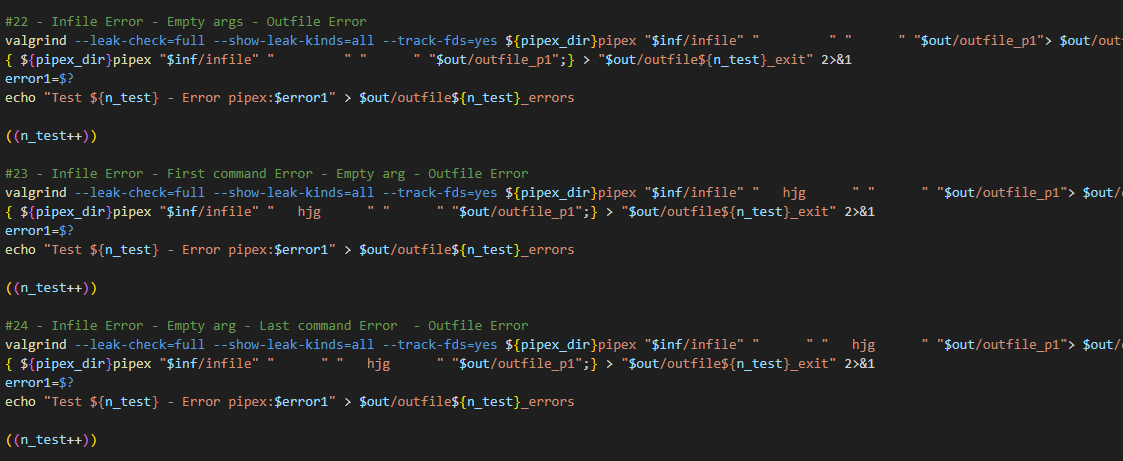 #22 - Infile Error - Empty args - Outfile Error
valgrind --leak-check=full --show-leak-kinds=all --track-fds=yes ${pipex_dir}pipex "$inf/infile" "         " "      " "$out/outfile_p1"> $out/out
{ ${pipex_dir}pipex "$inf/infile" "         " "      " "$out/outfile_p1";} > "$out/outfile${n_test}_exit" 2>&1
error1=$?
echo "Test ${n_test} - Error pipex:$error1" > $out/outfile${n_test}_errors
((n_test++))
#23 - Infile Error - First command Error - Empty arg - Outfile Error
valgrind --leak-check=full --show-leak-kinds=all --track-fds=yes ${pipex_dir}pipex "$inf/infile" "   hjg      " "      " "$out/outfile_p1"> $out/
{ ${pipex_dir}pipex "$inf/infile" "   hjg      " "      " "$out/outfile_p1";} > "$out/outfile${n_test}_exit" 2>&1
error1=$?
echo "Test ${n_test} - Error pipex:$error1" > $out/outfile${n_test}_errors
((n_test++))
#24 - Infile Error - Empty arg - Last command Error  - Outfile Error
valgrind --leak-check=full --show-leak-kinds=all --track-fds=yes ${pipex_dir}pipex "$inf/infile" "      " "   hjg      " "$out/outfile_p1"> $out/
{ ${pipex_dir}pipex "$inf/infile" "      " "   hjg      " "$out/outfile_p1";} > "$out/outfile${n_test}_exit" 2>&1
error1=$?
echo "Test ${n_test} - Error pipex:$error1" > $out/outfile${n_test}_errors
((n_test++))